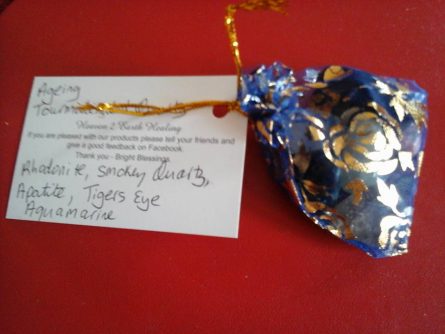 Ageing
Heaven 2 Earth Healing
If you are pleased with our products please tell your friends and
give a good feedback on Facebook.
Thank you - Bright Blessings.
Rhodonite, smokey Quartz,
Apatite, Tigers Eye
Aquamarine